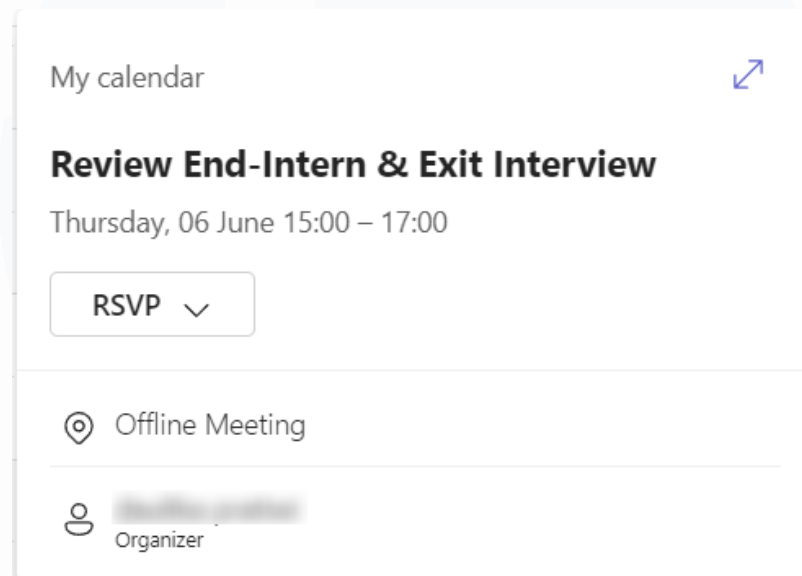 My calendar
Review End-Intern & Exit Interview
Thursday, 06 June 15:00 – 17:00
RSVP
Offline Meeting
Organizer